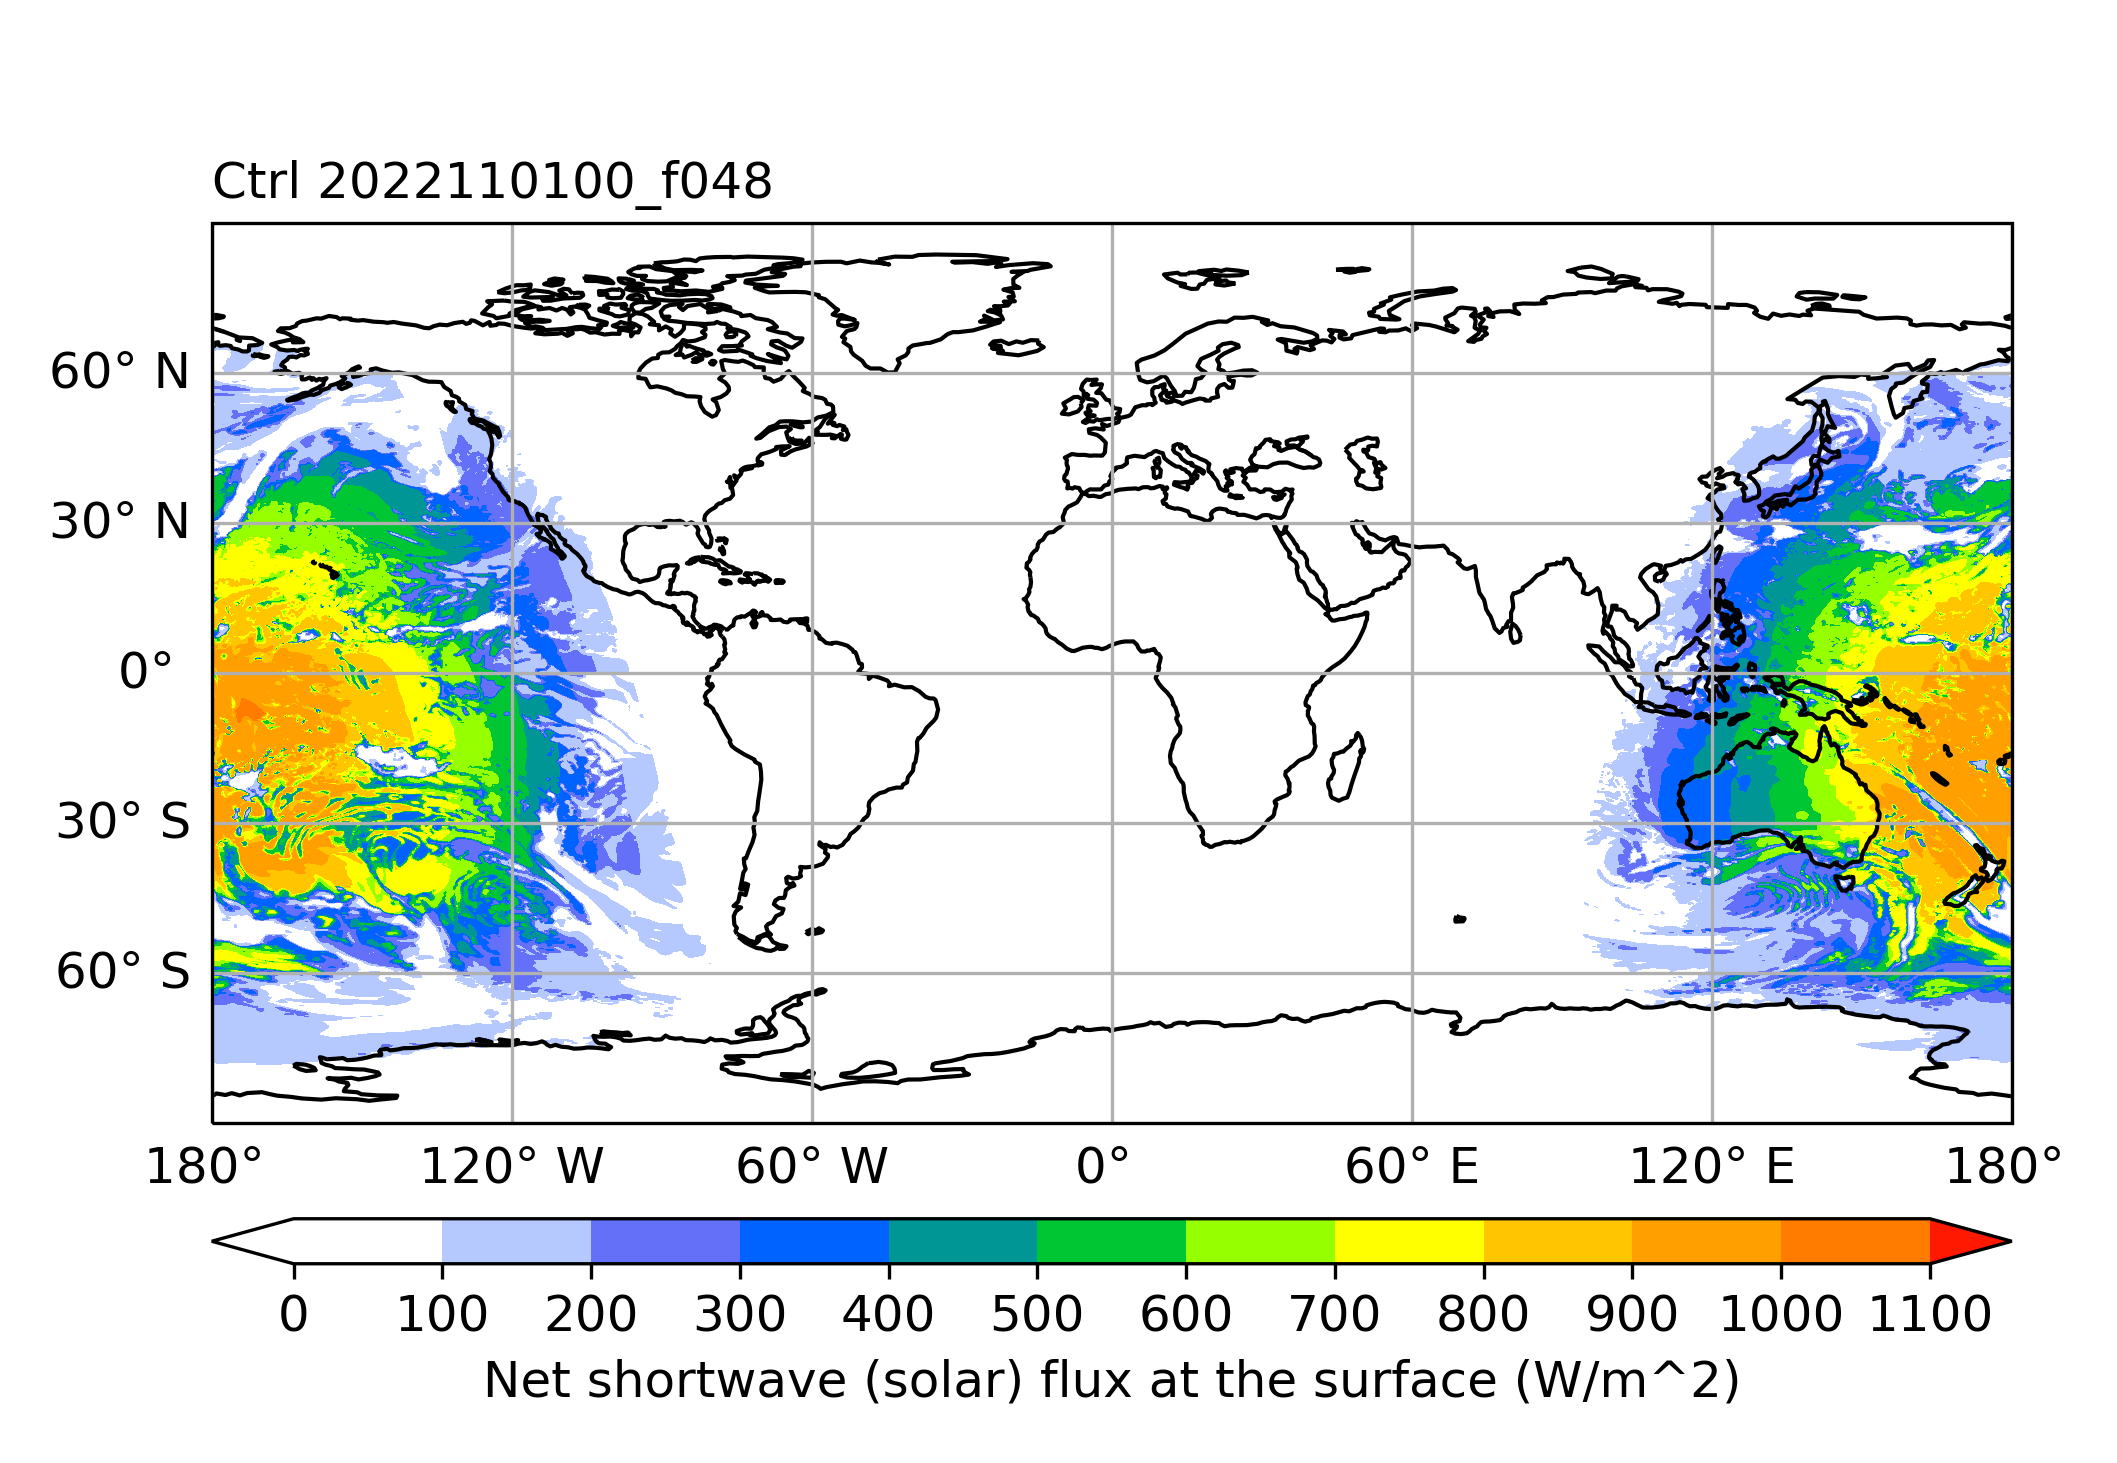 Ctrl 2022110100_f048
60° N
30° N
0°
30° S
60° S
180° 120° W 60° W 0° 60° E 120° E 180°
0 100 200 300 400 500 600 700 800 900 1000 1100
Net shortwave (solar) flux at the surface (W/m^2)